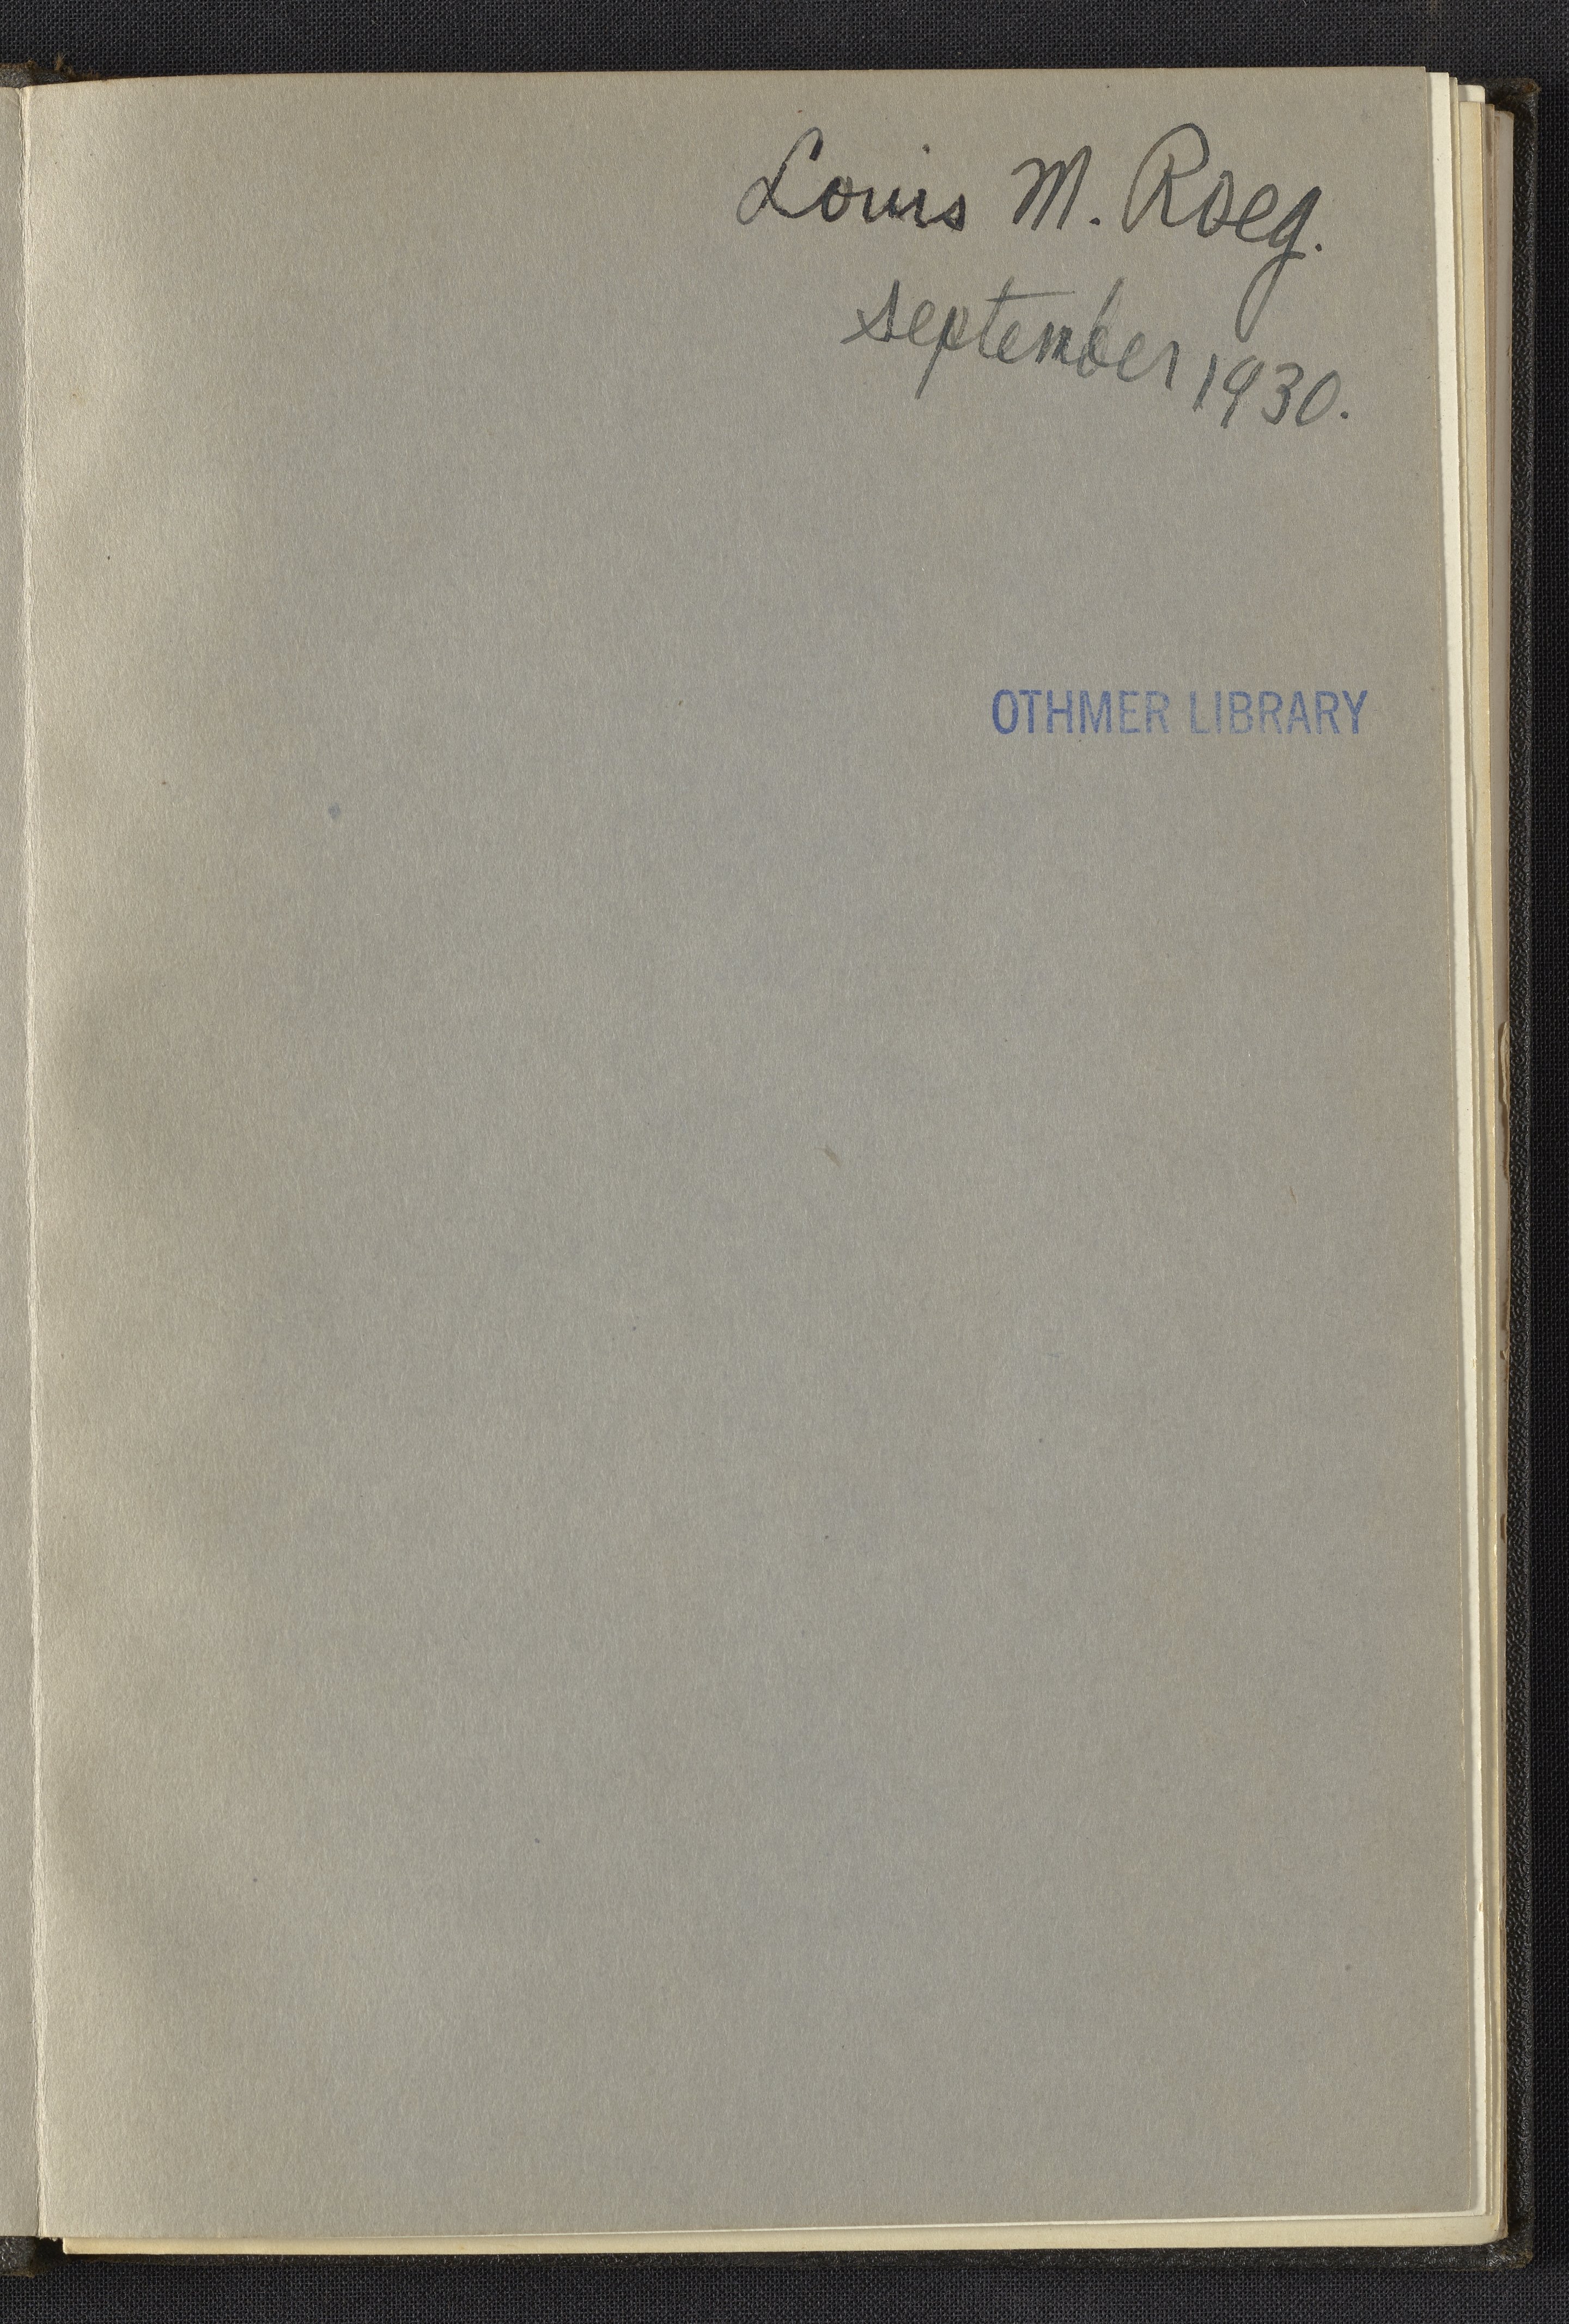 Louis M. Roeg.
september 1930.
OTHMER LIBRARY